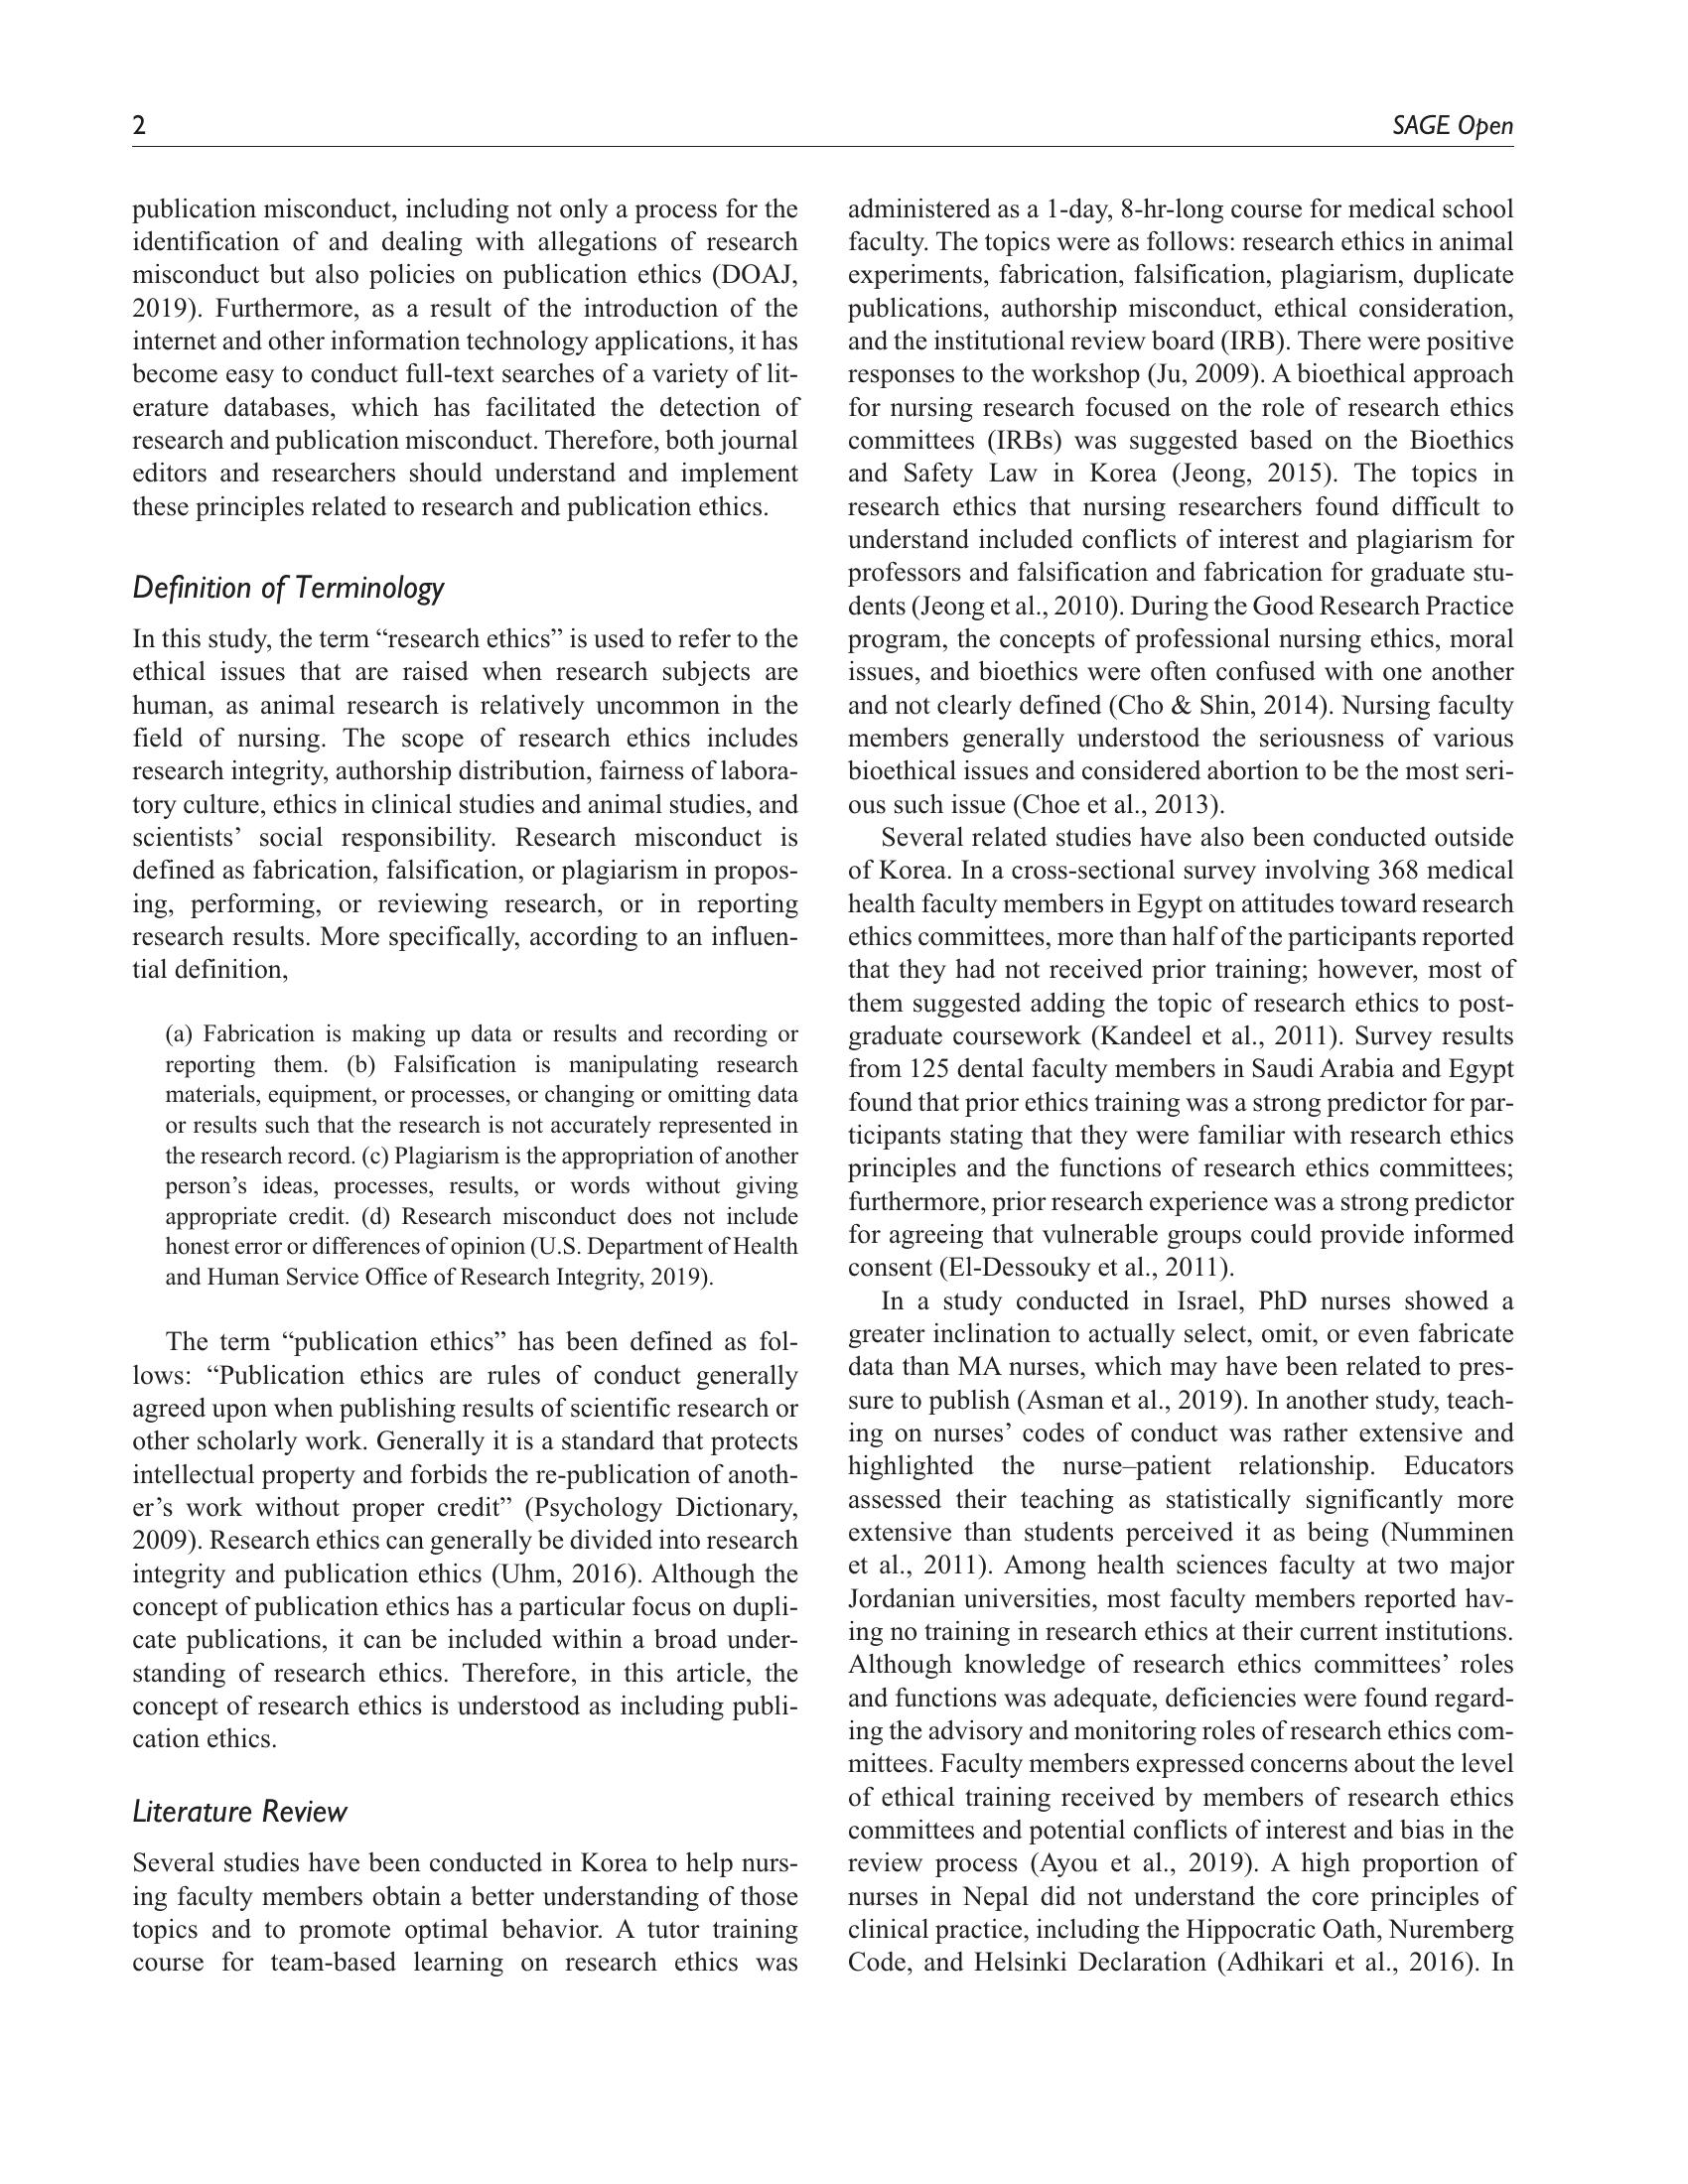 2
SAGE Open
publication misconduct, including not only a process for the
identification of and dealing with allegations of research
misconduct but also policies on publication ethics (DOAJ,
2019). Furthermore, as a result of the introduction of the
internet and other information technology applications, it has
become easy to conduct full-text searches of a variety of lit-
erature databases, which has facilitated the detection of
research and publication misconduct. Therefore, both journal
editors and researchers should understand and implement
these principles related to research and publication ethics.
Definition of Terminology
In this study, the term “research ethics” is used to refer to the
ethical issues that are raised when research subjects are
human, as animal research is relatively uncommon in the
field of nursing. The scope of research ethics includes
research integrity, authorship distribution, fairness of labora-
tory culture, ethics in clinical studies and animal studies, and
scientists’ social responsibility. Research misconduct is
defined as fabrication, falsification, or plagiarism in propos-
ing, performing, or reviewing research, or in reporting
research results. More specifically, according to an influen-
tial definition,
(a) Fabrication is making up data or results and recording or
reporting them. (b) Falsification is manipulating research
materials, equipment, or processes, or changing or omitting data
or results such that the research is not accurately represented in
the research record. (c) Plagiarism is the appropriation of another
person’s ideas, processes, results, or words without giving
appropriate credit. (d) Research misconduct does not include
honest error or differences of opinion (U.S. Department of Health
and Human Service Office of Research Integrity, 2019).
The term “publication ethics” has been defined as fol-
lows: “Publication ethics are rules of conduct generally
agreed upon when publishing results of scientific research or
other scholarly work. Generally it is a standard that protects
intellectual property and forbids the re-publication of anoth-
er’s work without proper credit” (Psychology Dictionary,
2009). Research ethics can generally be divided into research
integrity and publication ethics (Uhm, 2016). Although the
concept of publication ethics has a particular focus on dupli-
cate publications, it can be included within a broad under-
standing of research ethics. Therefore, in this article, the
concept of research ethics is understood as including publi-
cation ethics.
Literature Review
Several studies have been conducted in Korea to help nurs-
ing faculty members obtain a better understanding of those
topics and to promote optimal behavior. A tutor training
course for team-based learning on research ethics was
administered as a 1-day, 8-hr-long course for medical school
faculty. The topics were as follows: research ethics in animal
experiments, fabrication, falsification, plagiarism, duplicate
publications, authorship misconduct, ethical consideration,
and the institutional review board (IRB). There were positive
responses to the workshop (Ju, 2009). A bioethical approach
for nursing research focused on the role of research ethics
committees (IRBs) was suggested based on the Bioethics
and Safety Law in Korea (Jeong, 2015). The topics in
research ethics that nursing researchers found difficult to
understand included conflicts of interest and plagiarism for
professors and falsification and fabrication for graduate stu-
dents (Jeong et al., 2010). During the Good Research Practice
program, the concepts of professional nursing ethics, moral
issues, and bioethics were often confused with one another
and not clearly defined (Cho & Shin, 2014). Nursing faculty
members generally understood the seriousness of various
bioethical issues and considered abortion to be the most seri-
ous such issue (Choe et al., 2013).
Several related studies have also been conducted outside
of Korea. In a cross-sectional survey involving 368 medical
health faculty members in Egypt on attitudes toward research
ethics committees, more than half of the participants reported
that they had not received prior training; however, most of
them suggested adding the topic of research ethics to post-
graduate coursework (Kandeel et al., 2011). Survey results
from 125 dental faculty members in Saudi Arabia and Egypt
found that prior ethics training was a strong predictor for par-
ticipants stating that they were familiar with research ethics
principles and the functions of research ethics committees;
furthermore, prior research experience was a strong predictor
for agreeing that vulnerable groups could provide informed
consent (El-Dessouky et al., 2011).
In a study conducted in Israel, PhD nurses showed a
greater inclination to actually select, omit, or even fabricate
data than MA nurses, which may have been related to pres-
sure to publish (Asman et al., 2019). In another study, teach-
ing on nurses’ codes of conduct was rather extensive and
highlighted the nurse–patient relationship. Educators
assessed their teaching as statistically significantly more
extensive than students perceived it as being (Numminen
et al., 2011). Among health sciences faculty at two major
Jordanian universities, most faculty members reported hav-
ing no training in research ethics at their current institutions.
Although knowledge of research ethics committees’ roles
and functions was adequate, deficiencies were found regard-
ing the advisory and monitoring roles of research ethics com-
mittees. Faculty members expressed concerns about the level
of ethical training received by members of research ethics
committees and potential conflicts of interest and bias in the
review process (Ayou et al., 2019). A high proportion of
nurses in Nepal did not understand the core principles of
clinical practice, including the Hippocratic Oath, Nuremberg
Code, and Helsinki Declaration (Adhikari et al., 2016). In